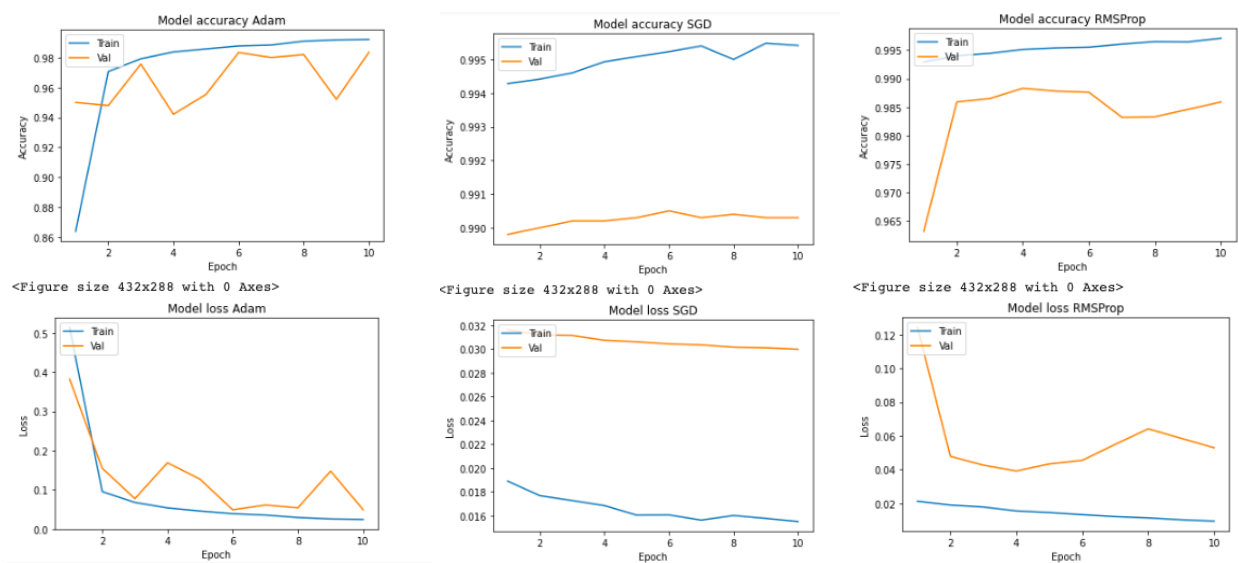 Model accuracy Adam
Train
Val
0.98
0.96
0.94
0.92
0.90
0.88
0.86
Accuracy
2
4
6
8
10
Epoch
<Figure size 432x288 with 0 Axes>
Model accuracy SGD
Train
Val
0.995
0.994
0.993
0.992
0.991
0.990
Accuracy
2
4
6
8
10
Epoch
<Figure size 432x288 with 0 Axes>
Model accuracy RMSProp
Train
Val
0.995
0.990
0.985
0.980
0.975
0.970
0.965
Accuracy
2
4
6
8
10
Epoch
<Figure size 432x288 with 0 Axes>
Model loss Adam
Train
Val
0.5
0.4
0.3
0.2
0.1
0.0
Loss
2
4
6
8
10
Epoch
Model loss SGD
Train
Val
0.032
0.030
0.028
0.026
0.024
0.022
0.020
0.018
0.016
Loss
2
4
6
8
10
Epoch
Model loss RMSProp
Train
Val
0.12
0.10
0.08
0.06
0.04
0.02
Loss
2
4
6
8
10
Epoch